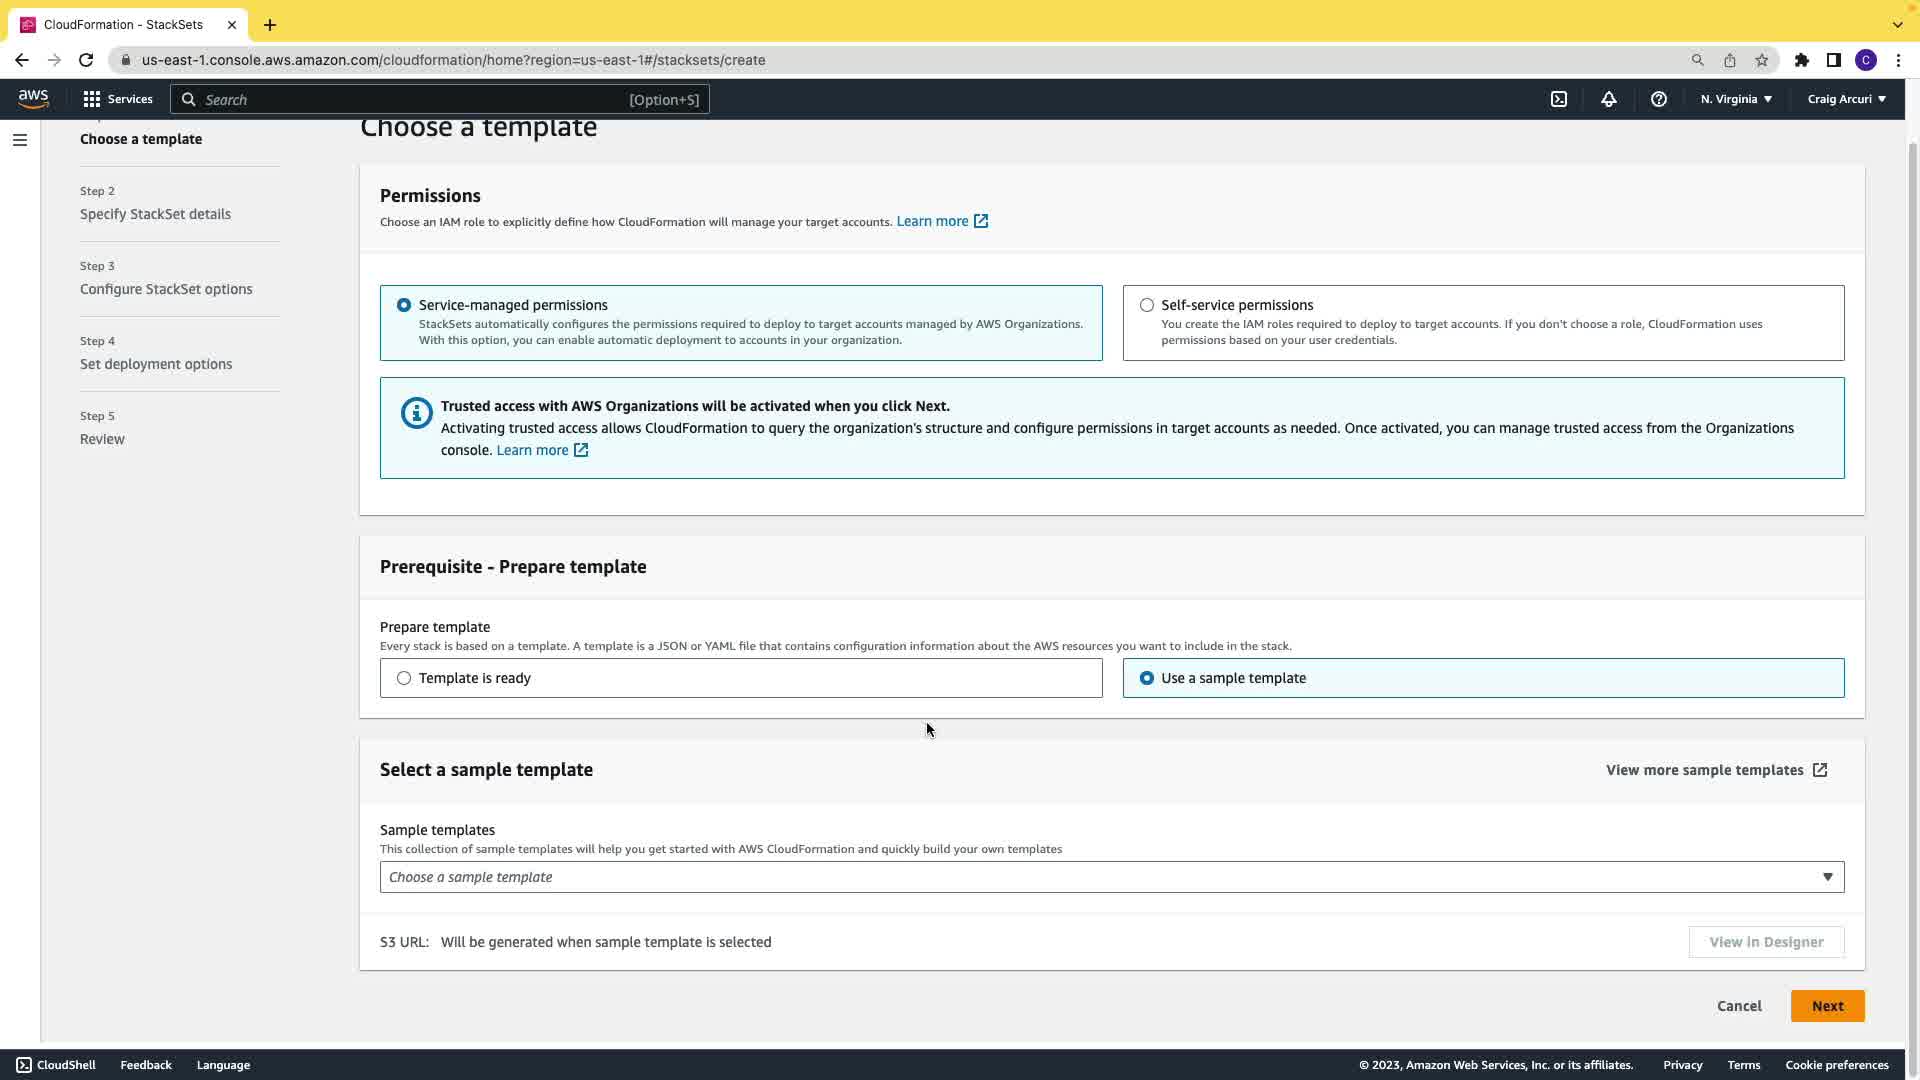 CloudFormation - StackSets
us-east-1.console.aws.amazon.com/cloudformation/home?region=us-east-1#/stacksets/create
C
aws
Services
Search
[Option+S]
N. Virginia
Craig Arcuri
Choose a template
Step 2
Specify StackSet details
Step 3
Configure StackSet options
Step 4
Set deployment options
Step 5
Review
Choose a template
Permissions
Choose an IAM role to explicitly define how CloudFormation will manage your target accounts. Learn more
Service-managed permissions
StackSets automatically configures the permissions required to deploy to target accounts managed by AWS Organizations.
With this option, you can enable automatic deployment to accounts in your organization.
Self-service permissions
You create the IAM roles required to deploy to target accounts. If you don't choose a role, CloudFormation uses
permissions based on your user credentials.
Trusted access with AWS Organizations will be activated when you click Next.
Activating trusted access allows CloudFormation to query the organization's structure and configure permissions in target accounts as needed. Once activated, you can manage trusted access from the Organizations
console. Learn more
Prerequisite - Prepare template
Prepare template
Every stack is based on a template. A template is a JSON or YAML file that contains configuration information about the AWS resources you want to include in the stack.
Template is ready
Use a sample template
Select a sample template
View more sample templates
Sample templates
This collection of sample templates will help you get started with AWS CloudFormation and quickly build your own templates
Choose a sample template
S3 URL: Will be generated when sample template is selected
View in Designer
Cancel
Next
CloudShell
Feedback
Language
© 2023, Amazon Web Services, Inc. or its affiliates.
Privacy
Terms
Cookie preferences